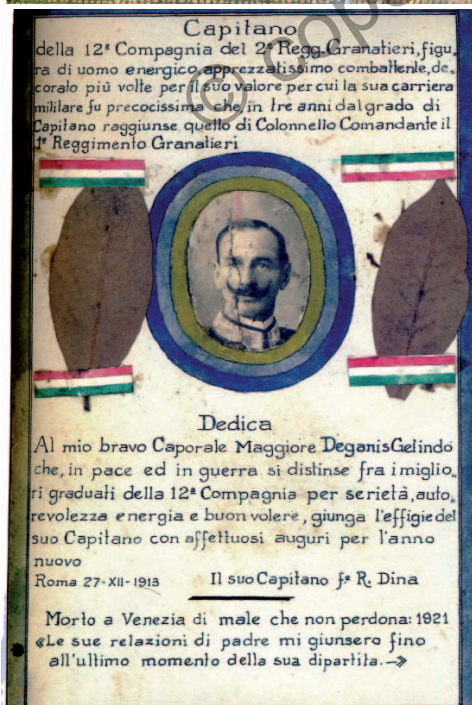 Capitano
della 12ª Compagnia del 2º Regg. Granatieri, figu-
ra di uomo energico, apprezzatissimo combattente, de-
corato più volte per il suo valore per cui la sua carriera
militare fu precocissima che in tre anni dal grado di
Capitano raggiunse quello di Colonnello Comandante il
1º Reggimento Granatieri
Dedica
Al mio bravo Caporale Maggiore Deganis Gelindo
che, in pace ed in guerra si distinse fra i miglio-
ri graduati della 12ª Compagnia per serietà, auto-
revolezza energia e buon volere, giunga l'effigie del
suo Capitano con affettuosi auguri per l'anno
nuovo
Roma 27-XII-1913 Il suo Capitano fº R. Dina
Morto a Venezia di male che non perdona: 1921
«Le sue relazioni di padre mi giunsero fino
all'ultimo momento della sua dipartita.-»